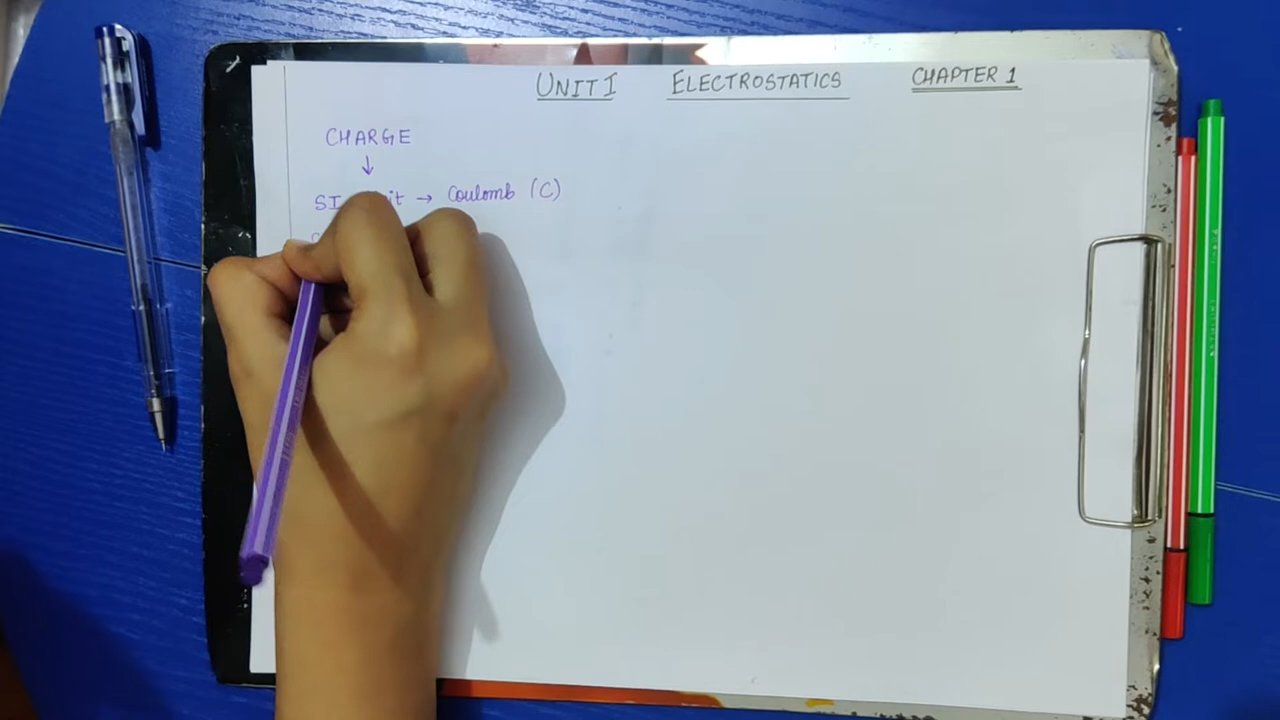 UNIT I ELECTROSTATICS CHAPTER 1
CHARGE
↓
SI → Coulomb (C)